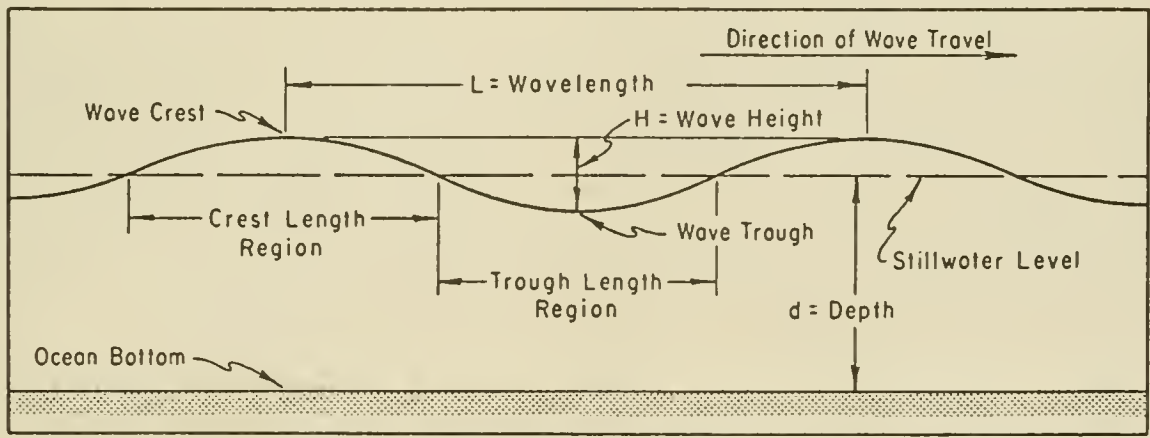 Direction of Wave Travel
L = Wavelength
Wave Crest
H = Wave Height
Crest Length
Region
Wave Trough
Stillwater Level
Trough Length
Region
d = Depth
Ocean Bottom